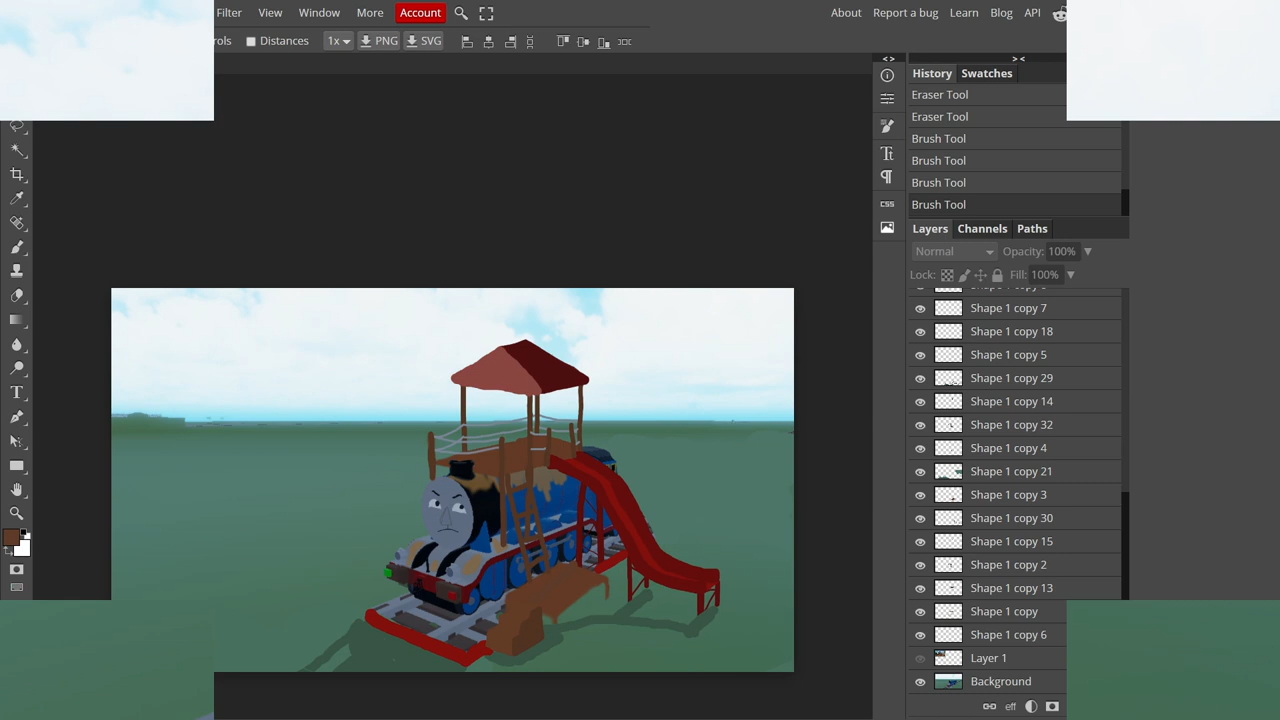 Filter View Window More Account About Report a bug Learn Blog API
rols Distances 1x PNG SVG
History Swatches
Eraser Tool
Eraser Tool
Brush Tool
Brush Tool
Brush Tool
Brush Tool
Layers Channels Paths
Normal Opacity: 100%
Lock: Fill: 100%
Shape 1 copy 7
Shape 1 copy 18
Shape 1 copy 5
Shape 1 copy 29
Shape 1 copy 14
Shape 1 copy 32
Shape 1 copy 4
Shape 1 copy 21
Shape 1 copy 3
Shape 1 copy 30
Shape 1 copy 15
Shape 1 copy 2
Shape 1 copy 13
Shape 1 copy
Shape 1 copy 6
Layer 1
Background
css
eff